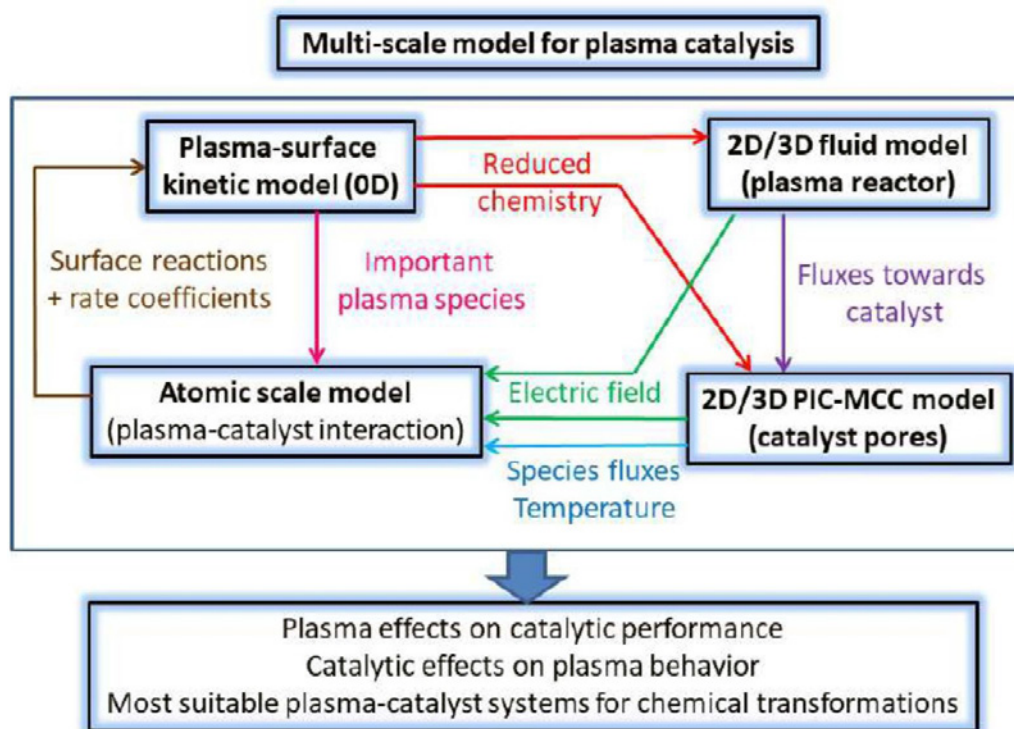 Multi-scale model for plasma catalysis
Plasma-surface
kinetic model (0D)
Reduced
chemistry
2D/3D fluid model
(plasma reactor)
Surface reactions
+ rate coefficients
Important
plasma species
Fluxes towards
catalyst
Atomic scale model
(plasma-catalyst interaction)
Electric field
2D/3D PIC-MCC model
(catalyst pores)
Species fluxes
Temperature
Plasma effects on catalytic performance
Catalytic effects on plasma behavior
Most suitable plasma-catalyst systems for chemical transformations